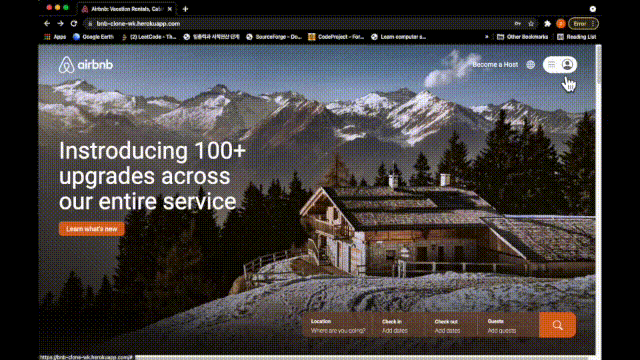 Airbnb: Vacation Rentals, Cabi
bnb-clone-wk.herokuapp.com
Error
Apps
Google Earth
(2) LeetCode - Th...
SourceForge - Do...
CodeProject - For...
Learn computer s...
Other Bookmarks
Reading List
airbnb
Become a Host
Instroducing 100+
upgrades across
our entire service
Learn what's new
Location
Check in
Check out
Guests
Where are you going?
Add dates
Add dates
Add guests
https://bnb-clone-wk.herokuapp.com/#